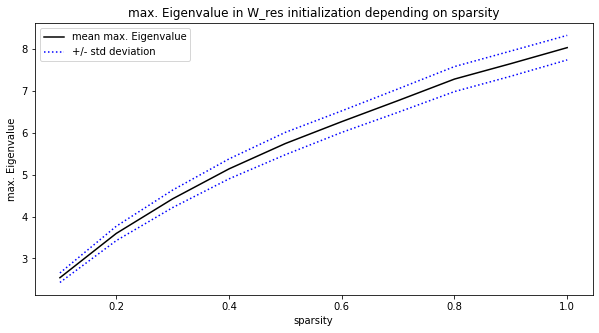 max. Eigenvalue in W_res initialization depending on sparsity
mean max. Eigenvalue
+/- std deviation
max. Eigenvalue
8
7
6
5
4
3
0.2 0.4 0.6 0.8 1.0
sparsity